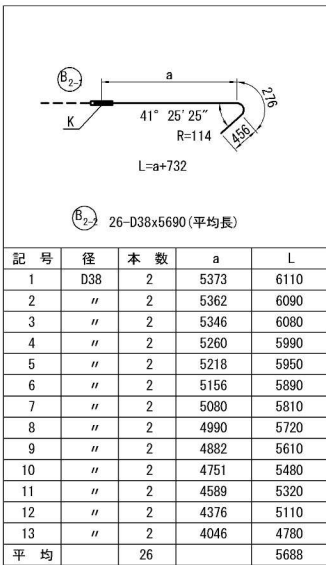 B2-1
a
276
K
41° 25′25″
R=114
456
L=a+732
B2-2 26-D38x5690(平均長)
記 号 径 本 数 a L
1 D38 2 5373 6110
2 〃 2 5362 6090
3 〃 2 5346 6080
4 〃 2 5260 5990
5 〃 2 5218 5950
6 〃 2 5156 5890
7 〃 2 5080 5810
8 〃 2 4990 5720
9 〃 2 4882 5610
10 〃 2 4751 5480
11 〃 2 4589 5320
12 〃 2 4376 5110
13 〃 2 4046 4780
平 均 26 5688